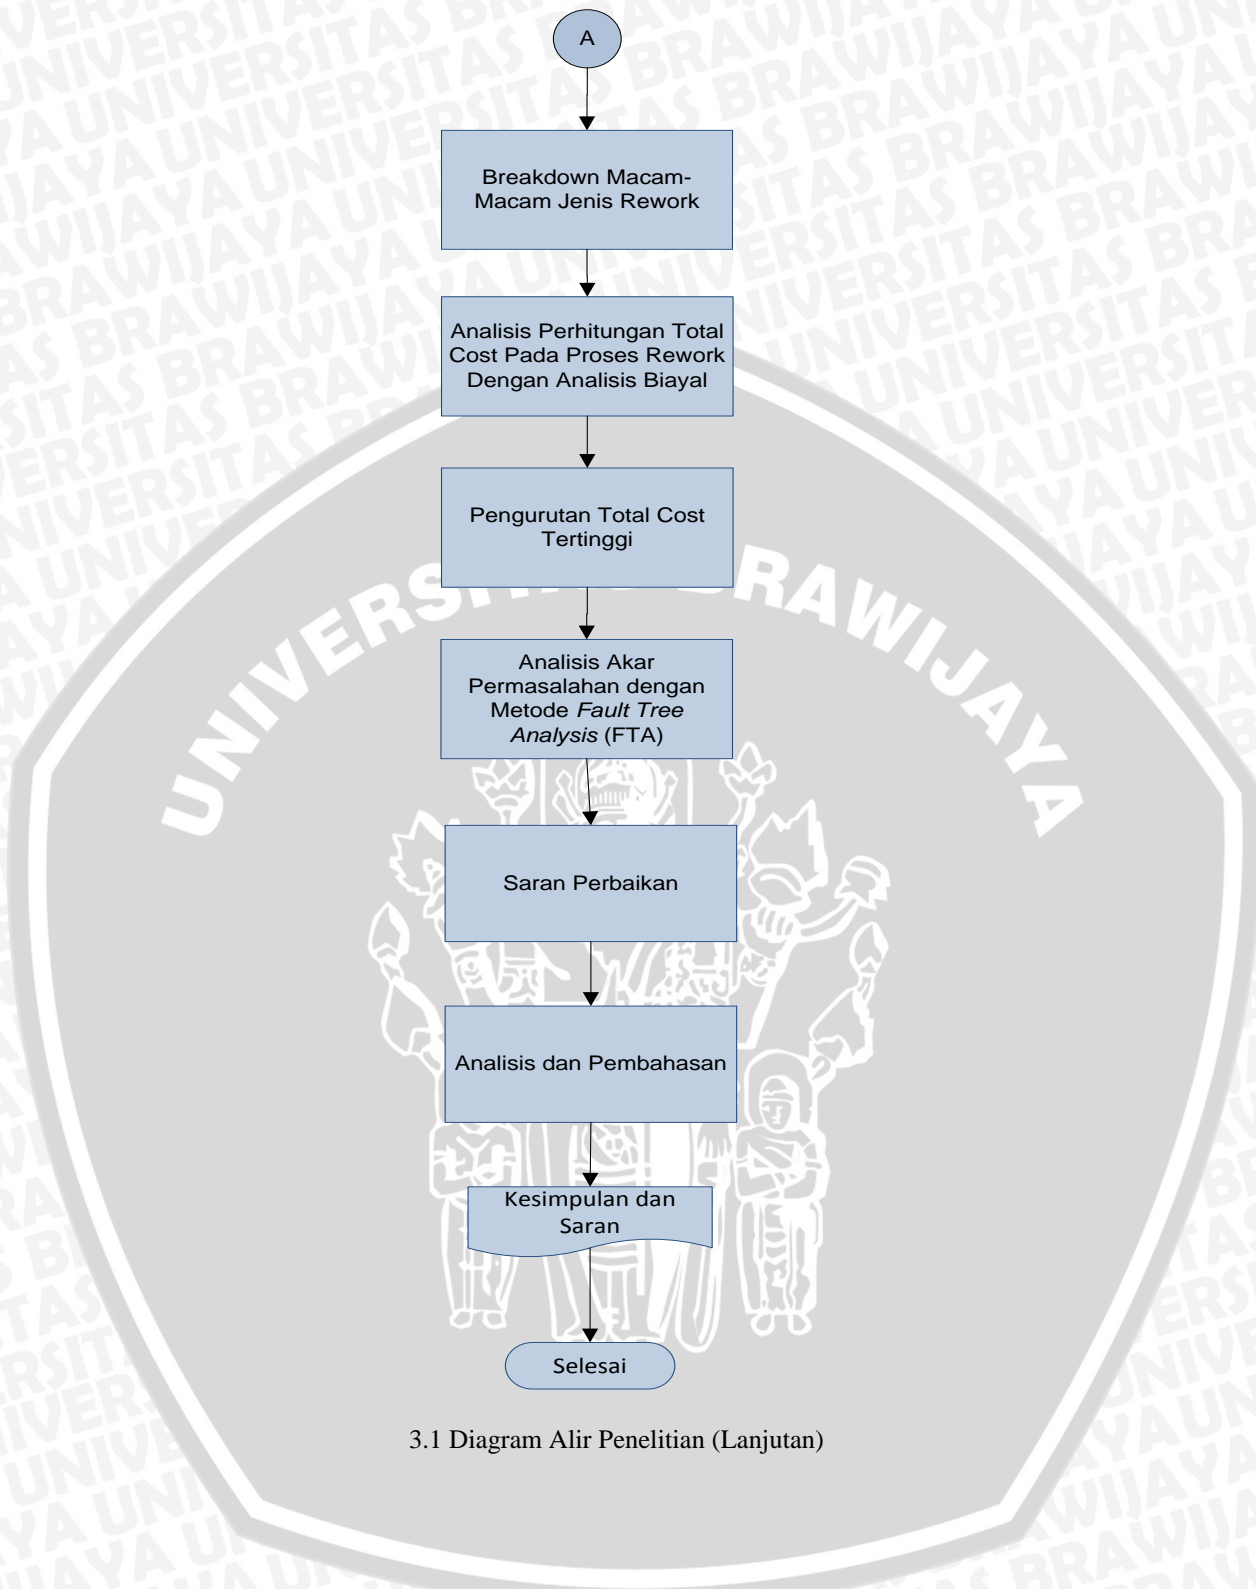 A
Breakdown Macam-
Macam Jenis Rework
Analisis Perhitungan Total
Cost Pada Proses Rework
Dengan Analisis Biayal
Pengurutan Total Cost
Tertinggi
UNIVERSITAS BRAWIJAYA
Analisis Akar
Permasalahan dengan
Metode Fault Tree
Analysis (FTA)
Saran Perbaikan
Analisis dan Pembahasan
Kesimpulan dan
Saran
Selesai
3.1 Diagram Alir Penelitian (Lanjutan)